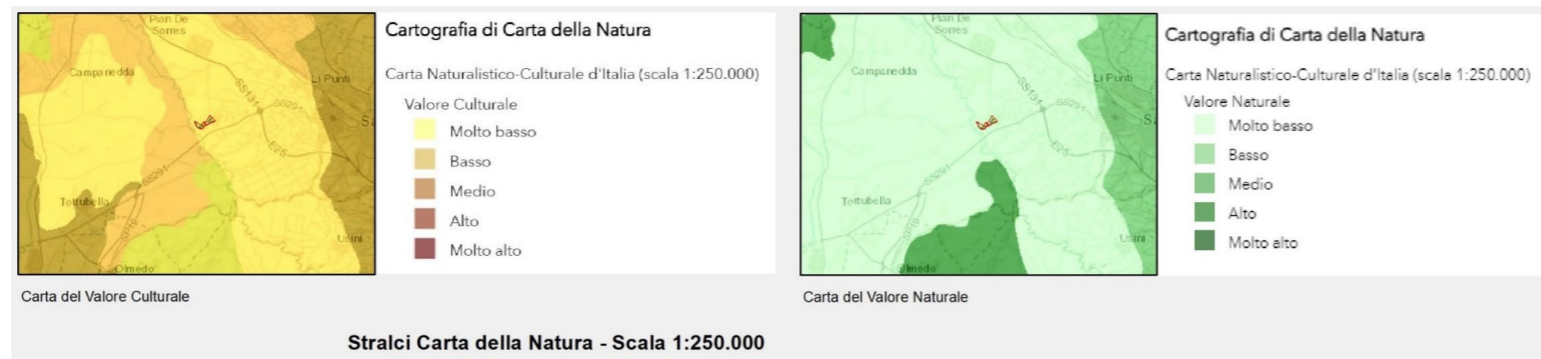 Pian De
Sorres
Campanedda
Li Punti
SS131
SS291
E25
SS291
Tottubella
SP19
Usini
Olmedo
Cartografia di Carta della Natura
Carta Naturalistico-Culturale d'Italia (scala 1:250.000)
Valore Culturale
Molto basso
Basso
Medio
Alto
Molto alto
Carta del Valore Culturale
Pian De
Sorres
Campanedda
Li Punti
SS131
SS291
E25
SS291
Tottubella
SP19
Usini
Olmedo
Cartografia di Carta della Natura
Carta Naturalistico-Culturale d'Italia (scala 1:250.000)
Valore Naturale
Molto basso
Basso
Medio
Alto
Molto alto
Carta del Valore Naturale
Stralci Carta della Natura - Scala 1:250.000